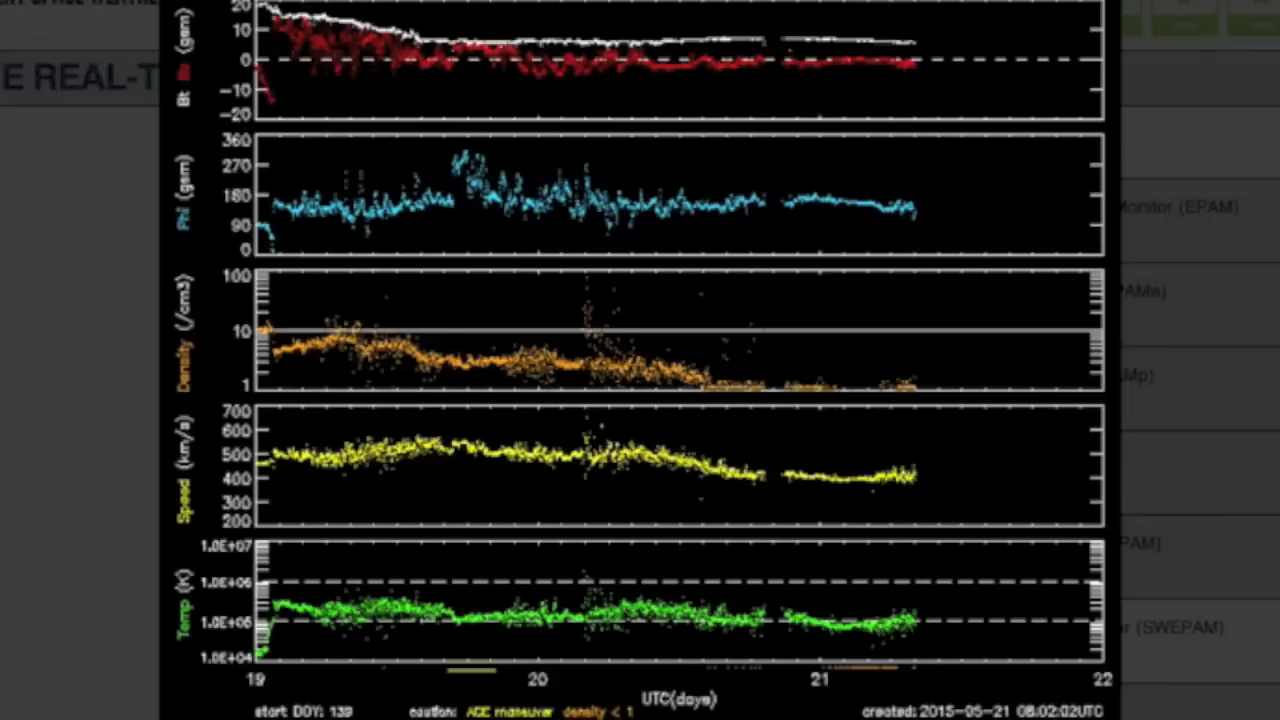 20
10
0
-10
-20
Bt Bz (gsm)
360
270
180
90
0
Phi (gsm)
100
10
1
Density (/cm3)
700
600
500
400
300
200
Speed (km/s)
1.0E+07
1.0E+06
1.0E+05
1.0E+04
Temp (K)
19 20 21 22
UTC(days)
start DOY: 139 caution: ACE maneuver density < 1 created: 2015-05-21 08:02:02UTC
E REAL-T
Monitor (EPAM)
PAMa)
Mp)
PAM)
r (SWEPAM)